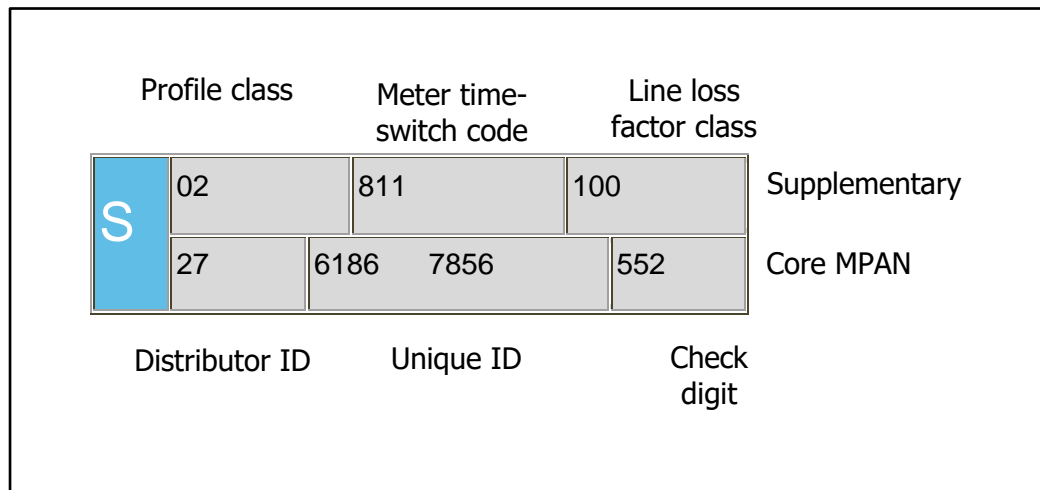 Profile class Meter time-
switch code Line loss
factor class
S 02 811 100 Supplementary
27 6186 7856 552 Core MPAN
Distributor ID Unique ID Check
digit